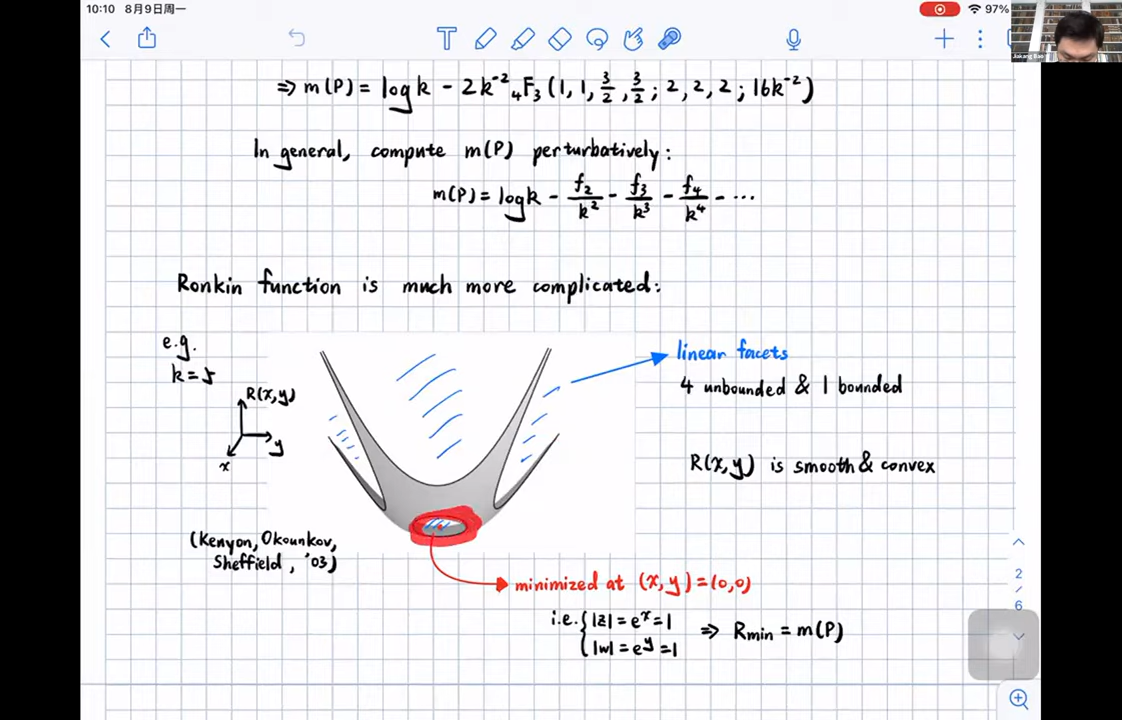 10:10 8月9日周一
97%
Jiakang Bao
⇒ m(P) = log k − 2k⁻² ₄F₃ (1, 1, 3/2, 3/2; 2, 2, 2; 16k⁻²)
In general, compute m(P) perturbatively:
m(P) = log k − f₂/k² − f₃/k³ − f₄/k⁴ − ⋯
Ronkin function is much more complicated:
e.g.
k=5
R(x,y)
y
x
linear facets
4 unbounded & 1 bounded
R(x,y) is smooth & convex
(Kenyon, Okounkov,
Sheffield, '03)
minimized at (x,y)=(0,0)
i.e. { |z| = eˣ = 1
|w| = eʸ = 1
⇒ Rmin = m(P)
2
/
6